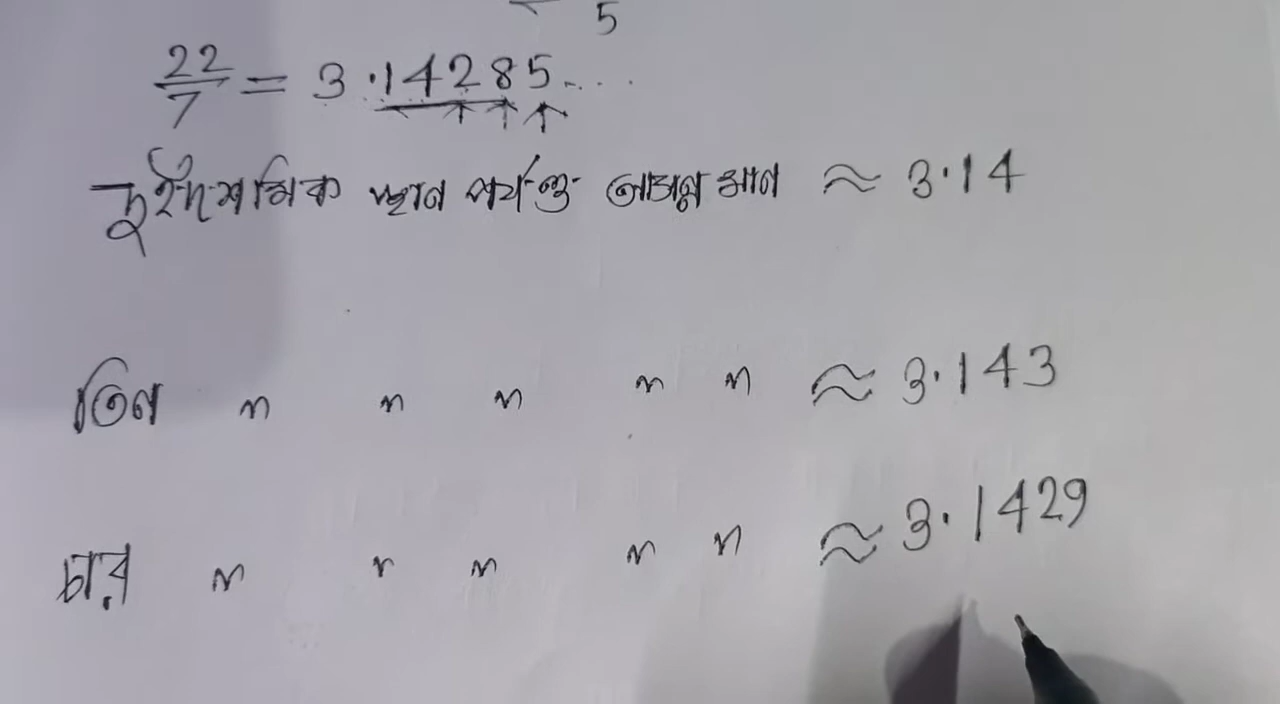 5
22/7 = 3.14285....
দুই দশমিক স্থান পর্যন্ত আসন্ন মান ≈ 3.14
তিন " " " " " ≈ 3.143
চার " " " " " ≈ 3.1429